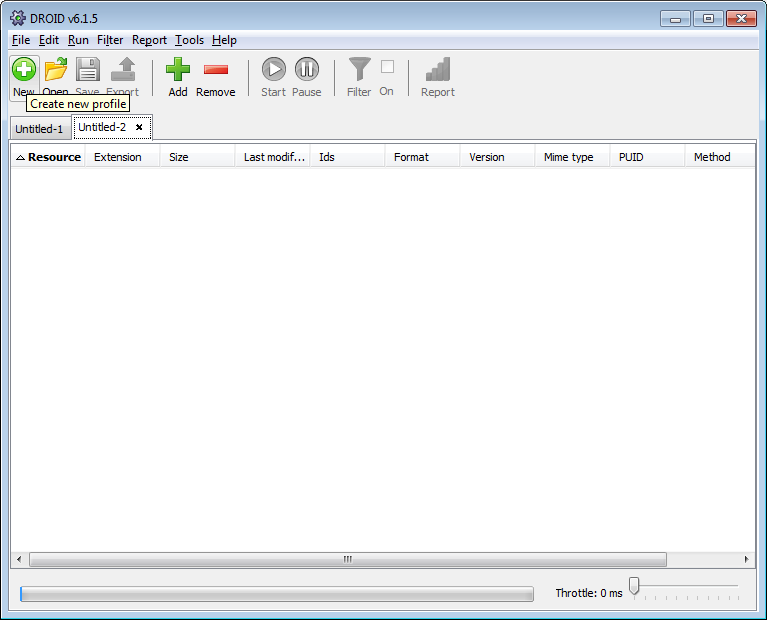 DROID v6.1.5
File Edit Run Filter Report Tools Help
New Open Save Export Add Remove Start Pause Filter On Report
Create new profile
Untitled-1 Untitled-2
Resource Extension Size Last modif... Ids Format Version Mime type PUID Method
Throttle: 0 ms